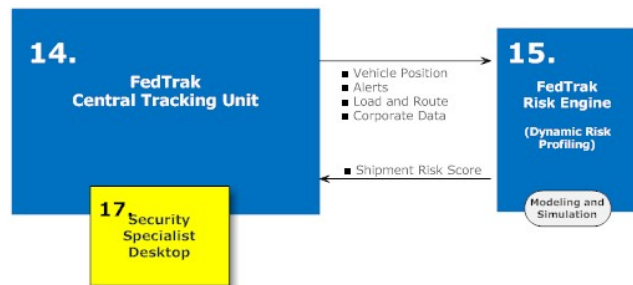 14.
FedTrak
Central Tracking Unit
■ Vehicle Position
■ Alerts
■ Load and Route
■ Corporate Data
■ Shipment Risk Score
15.
FedTrak
Risk Engine
(Dynamic Risk
Profiling)
Modeling and
Simulation
17.
Security
Specialist
Desktop